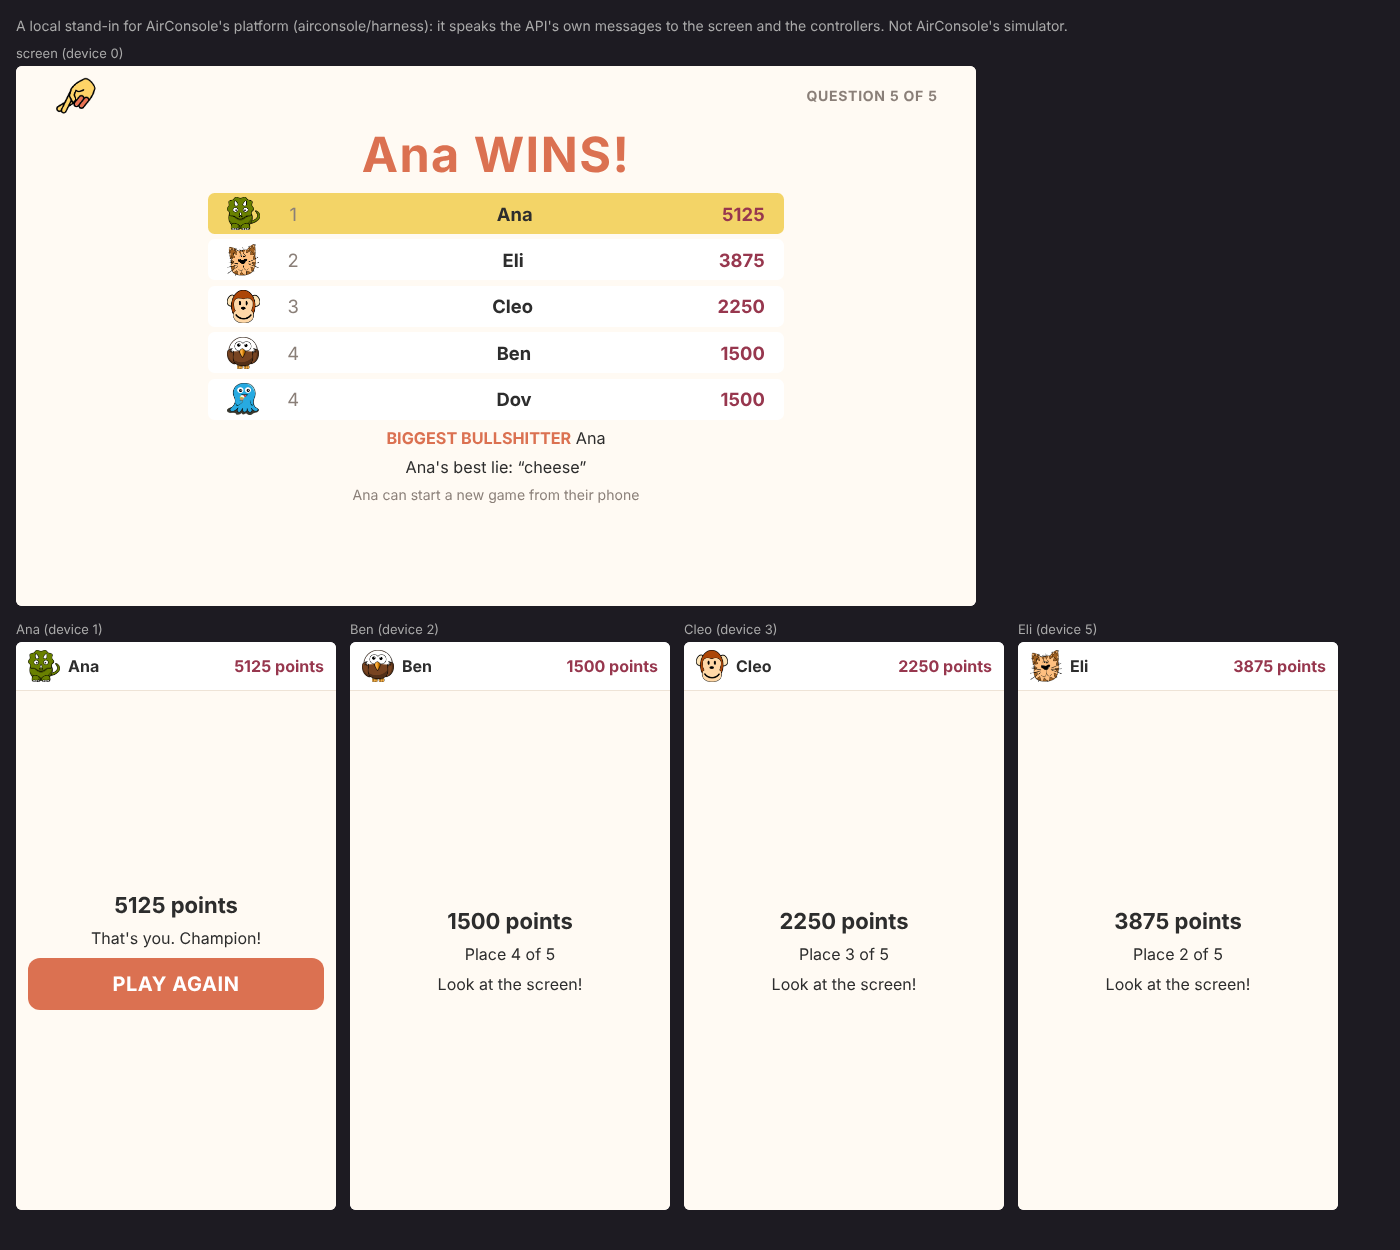 A local stand-in for AirConsole's platform (airconsole/harness): it speaks the API's own messages to the screen and the controllers. Not AirConsole's simulator.
screen (device 0)
QUESTION 5 OF 5
Ana WINS!
1 Ana 5125
2 Eli 3875
3 Cleo 2250
4 Ben 1500
4 Dov 1500
BIGGEST BULLSHITTER Ana
Ana's best lie: “cheese”
Ana can start a new game from their phone
Ana (device 1)
Ana 5125 points
5125 points
That's you. Champion!
PLAY AGAIN
Ben (device 2)
Ben 1500 points
1500 points
Place 4 of 5
Look at the screen!
Cleo (device 3)
Cleo 2250 points
2250 points
Place 3 of 5
Look at the screen!
Eli (device 5)
Eli 3875 points
3875 points
Place 2 of 5
Look at the screen!